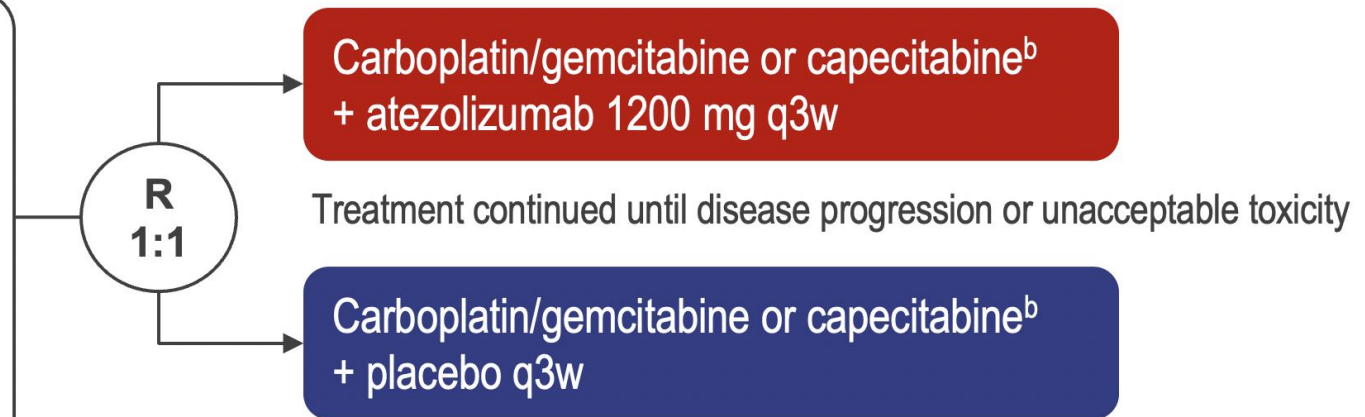 Carboplatin/gemcitabine or capecitabineᵇ
+ atezolizumab 1200 mg q3w
R
1:1
Treatment continued until disease progression or unacceptable toxicity
Carboplatin/gemcitabine or capecitabineᵇ
+ placebo q3w